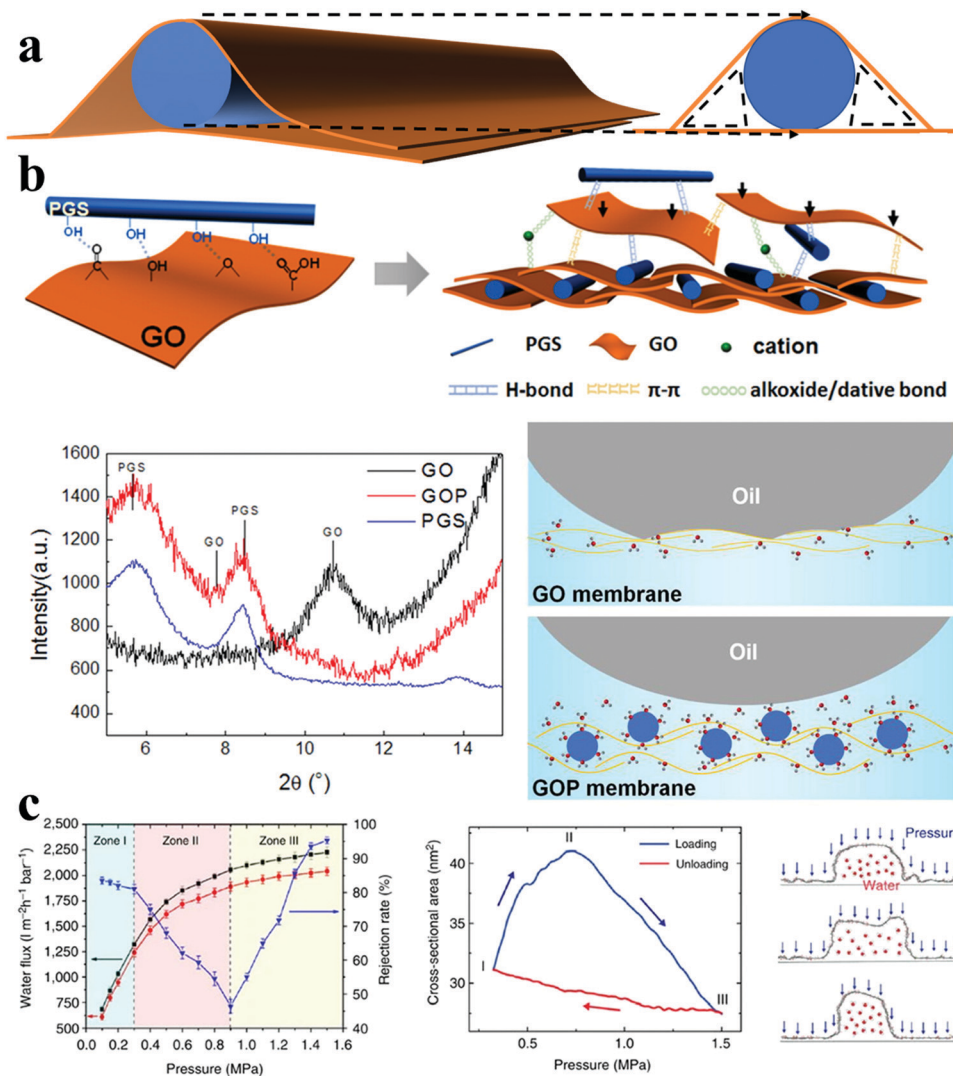 a
b
PGS
OH OH OH OH
O OH O O OH
GO
PGS GO cation
H-bond π-π alkoxide/dative bond
1600
1400
1200
1000
800
600
400
Intensity(a.u.)
PGS
GO
PGS
GO
GO
GOP
PGS
6 8 10 12 14
2θ (°)
Oil
GO membrane
Oil
GOP membrane
c
Zone I Zone II Zone III
2,500
2,250
2,000
1,750
1,500
1,250
1,000
750
500
Water flux (l m⁻²h⁻¹ bar⁻¹)
100
90
80
70
60
50
40
Rejection rate (%)
0.0 0.2 0.4 0.6 0.8 1.0 1.2 1.4 1.6
Pressure (MPa)
Cross-sectional area (nm²)
40
35
30
I
II
III
Loading
Unloading
0.5 1.0 1.5
Pressure (MPa)
Pressure
Water